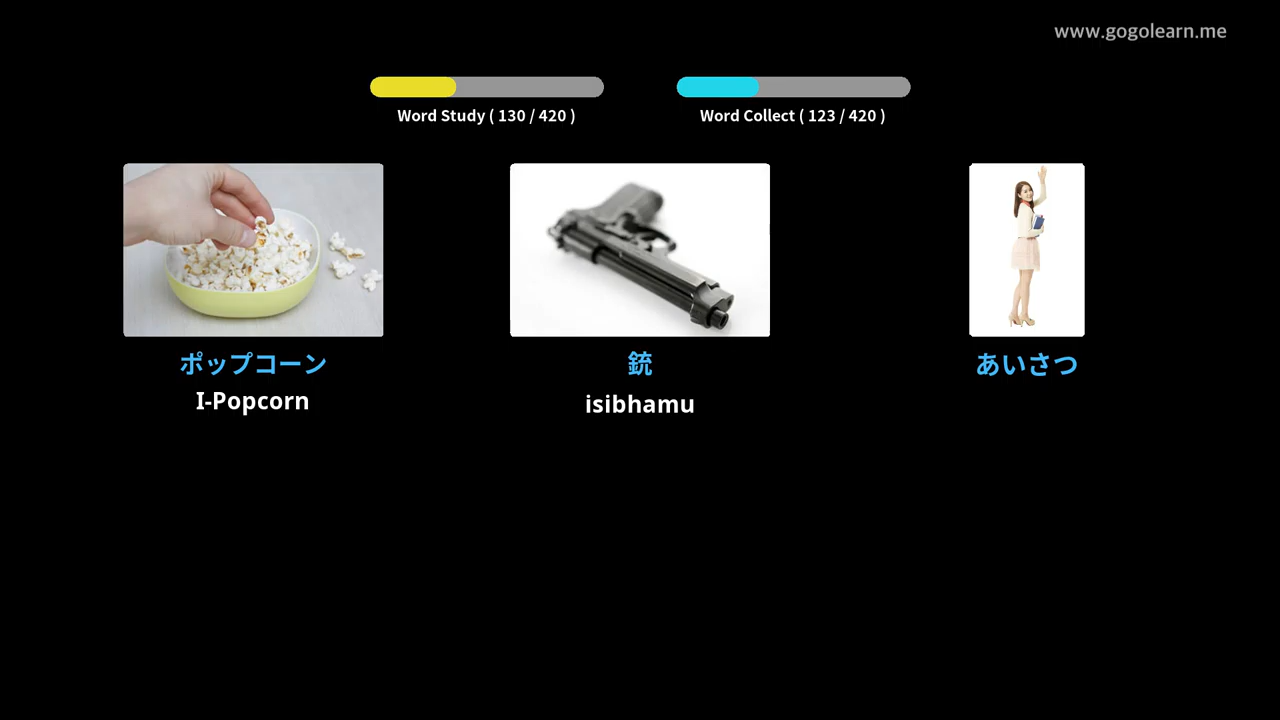 www.gogolearn.me
Word Study ( 130 / 420 )
Word Collect ( 123 / 420 )
ポップコーン
I-Popcorn
銃
isibhamu
あいさつ